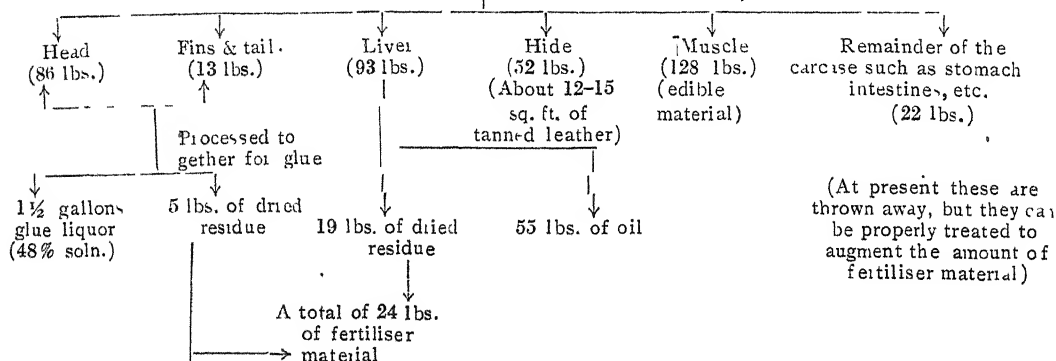 Head
(86 lbs.)
Fins & tail.
(13 lbs.)
Liver
(93 lbs.)
Hide
(52 lbs.)
(About 12–15
sq. ft. of
tanned leather)
Muscle
(128 lbs.)
(edible
material)
Remainder of the
carcase such as stomach
intestines, etc.
(22 lbs.)
Processed to
gether for glue
1½ gallons
glue liquor
(48% soln.)
5 lbs. of dried
residue
19 lbs. of dried
residue
55 lbs. of oil
(At present these are
thrown away, but they can
be properly treated to
augment the amount of
fertiliser material)
A total of 24 lbs.
of fertiliser
material